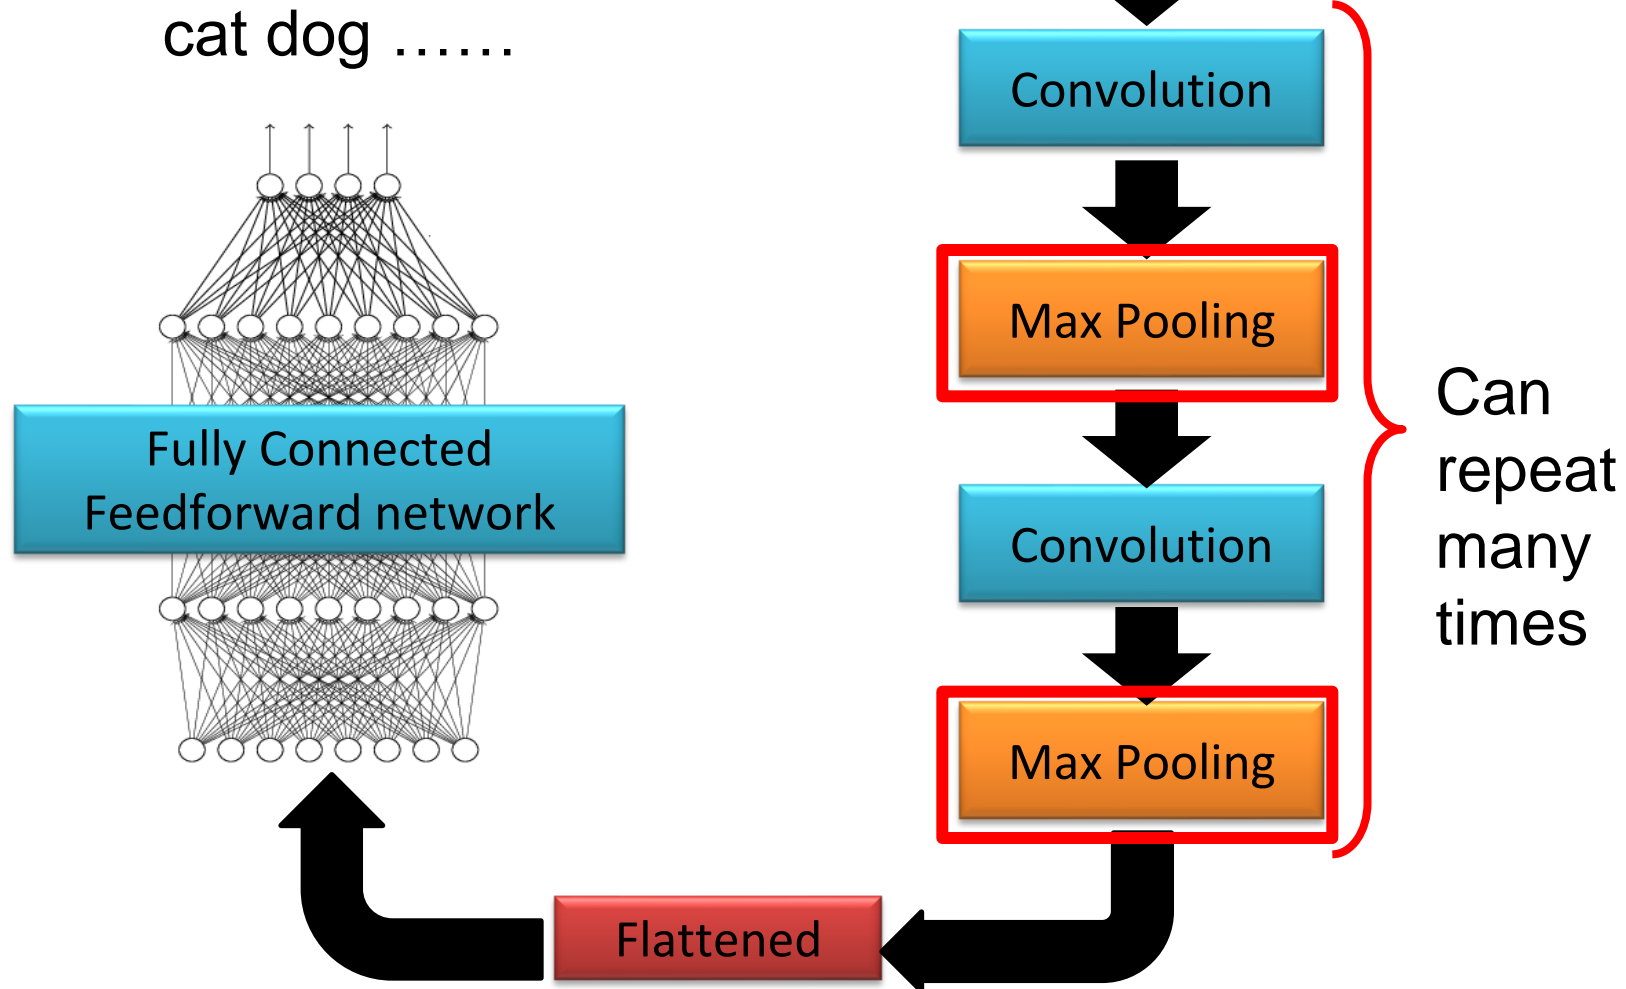 cat dog ……
Convolution
Max Pooling
Fully Connected
Feedforward network
Convolution
Can
repeat
many
times
Max Pooling
Flattened